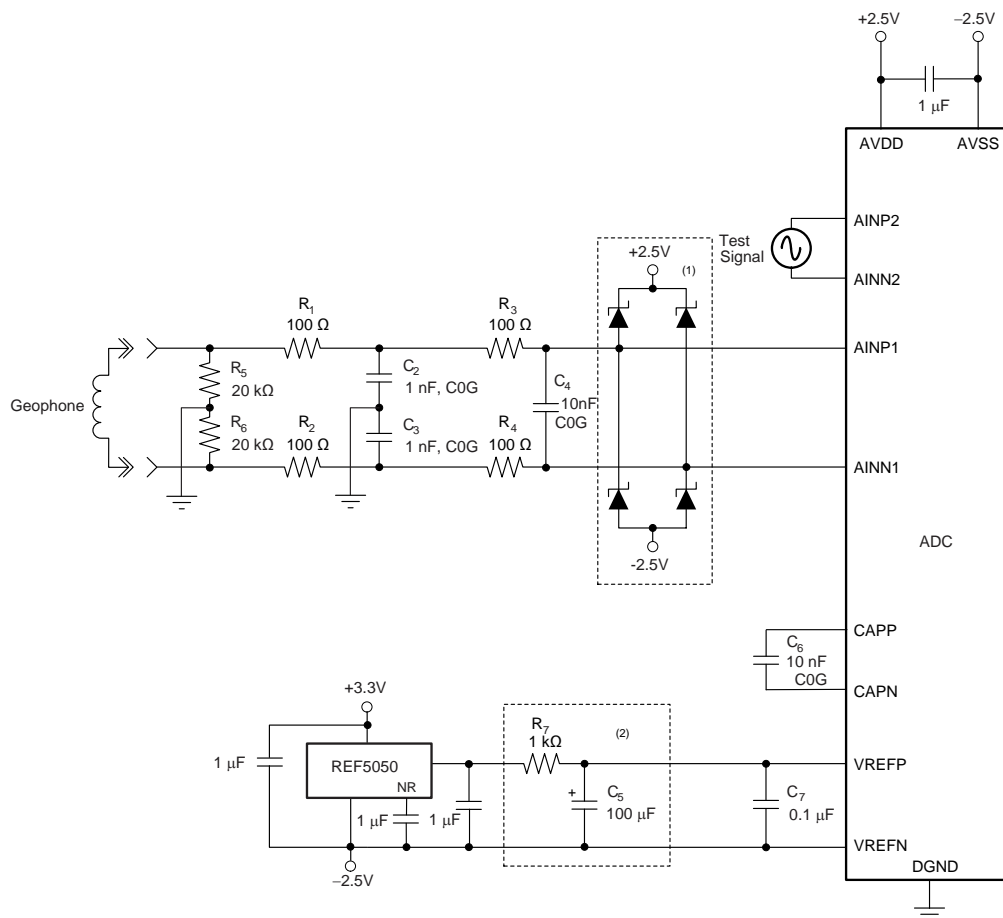 +2.5V
−2.5V
1 μF
AVDD
AVSS
AINP2
Test
Signal
+2.5V
(1)
AINN2
R1
100 Ω
R3
100 Ω
AINP1
R5
20 kΩ
C2
1 nF, C0G
C4
10nF
C0G
Geophone
R6
20 kΩ
R2
100 Ω
C3
1 nF, C0G
R4
100 Ω
AINN1
-2.5V
ADC
CAPP
C6
10 nF
C0G
CAPN
+3.3V
R7
1 kΩ
(2)
1 μF
REF5050
NR
VREFP
1 μF
1 μF
+
C5
100 μF
C7
0.1 μF
VREFN
−2.5V
DGND